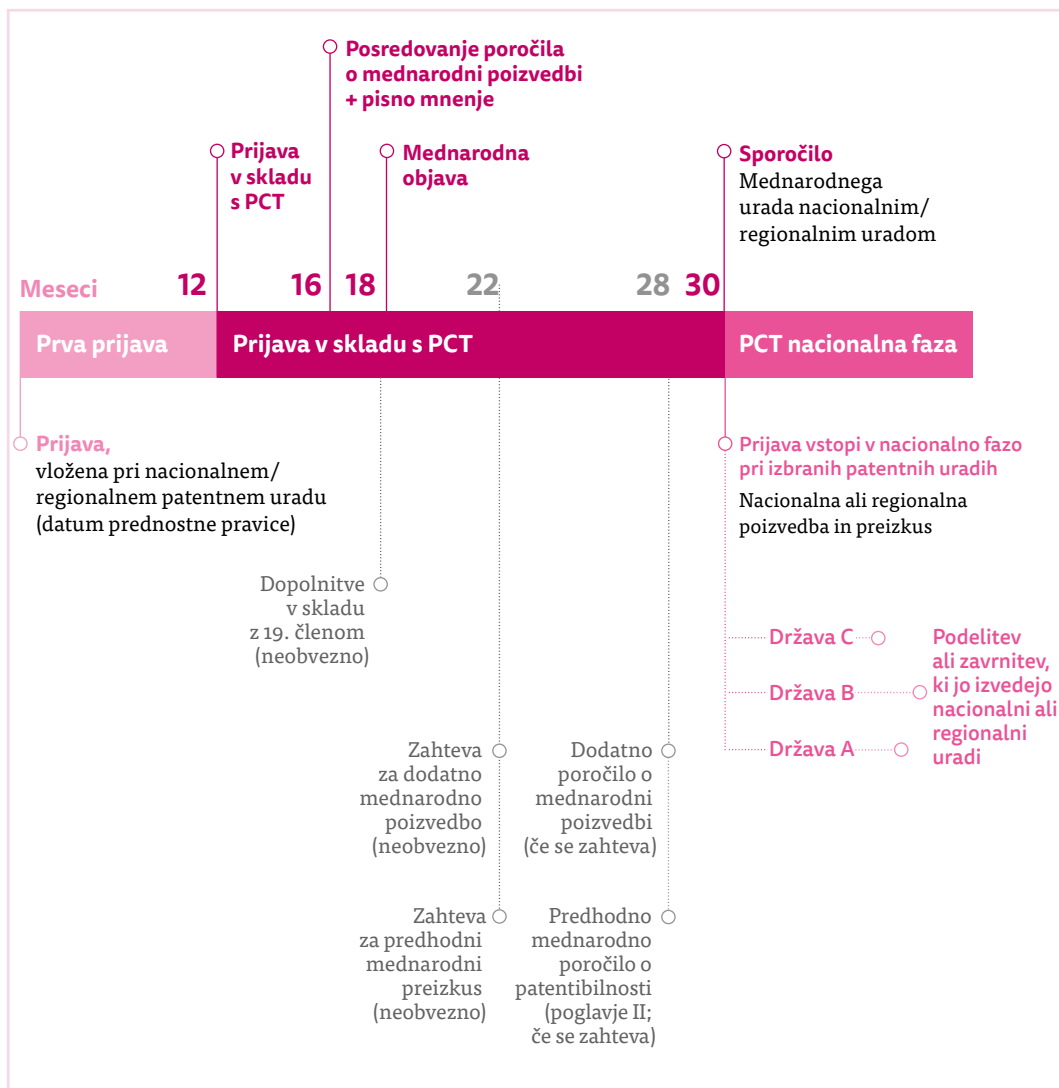 Posredovanje poročila
o mednarodni poizvedbi
+ pisno mnenje
Prijava
v skladu
s PCT
Mednarodna
objava
Sporočilo
Mednarodnega
urada nacionalnim/
regionalnim uradom
Meseci
12
16
18
22
28
30
Prva prijava
Prijava v skladu s PCT
PCT nacionalna faza
Prijava,
vložena pri nacionalnem/
regionalnem patentnem uradu
(datum prednostne pravice)
Prijava vstopi v nacionalno fazo
pri izbranih patentnih uradih
Nacionalna ali regionalna
poizvedba in preizkus
Dopolnitve
v skladu
z 19. členom
(neobvezno)
Država C
Država B
Država A
Podelitev
ali zavrnitev,
ki jo izvedejo
nacionalni ali
regionalni
uradi
Zahteva
za dodatno
mednarodno
poizvedbo
(neobvezno)
Dodatno
poročilo o
mednarodni
poizvedbi
(če se zahteva)
Zahteva
za predhodni
mednarodni
preizkus
(neobvezno)
Predhodno
mednarodno
poročilo o
patentibilnosti
(poglavje II;
če se zahteva)